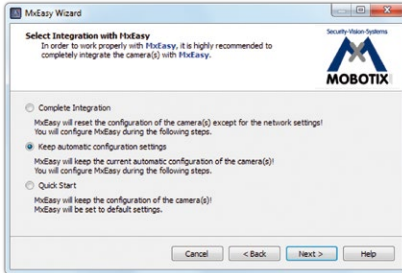 MxEasy Wizard
Select Integration with MxEasy
In order to work properly with MxEasy, it is highly recommended to
completely integrate the camera(s) with MxEasy.
Security-Vision-Systems
MOBOTIX
Complete Integration
MxEasy will reset the configuration of the camera(s) except for the network settings!
You will configure MxEasy during the following steps.
Keep automatic configuration settings
MxEasy will keep the current automatic configuration of the camera(s)!
You will configure MxEasy during the following steps.
Quick Start
MxEasy will keep the configuration of the camera(s)!
MxEasy will be set to default settings.
Cancel < Back Next > Help